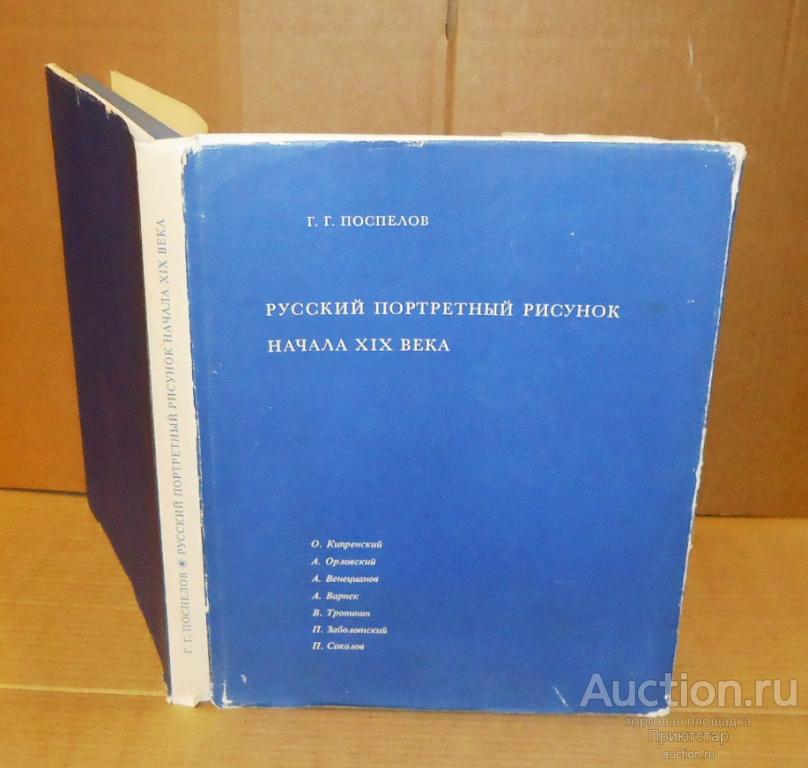 Г. Г. ПОСПЕЛОВ
РУССКИЙ ПОРТРЕТНЫЙ РИСУНОК
НАЧАЛА XIX ВЕКА
О. Кипренский
А. Орловский
А. Венецианов
А. Варнек
В. Тропинин
П. Заболотский
П. Соколов
Г. Г. ПОСПЕЛОВ * РУССКИЙ ПОРТРЕТНЫЙ РИСУНОК НАЧАЛА XIX ВЕКА
Auction.ru
торговая площадка
Приютстар
auction.ru